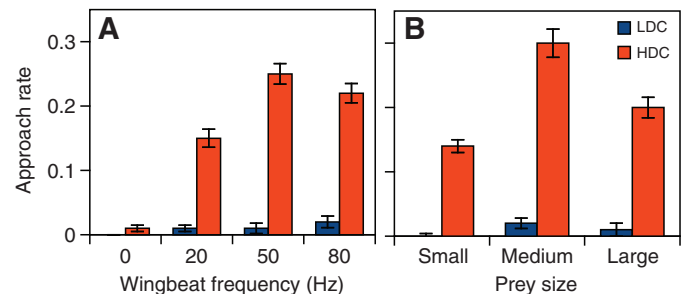 A
B
LDC
HDC
Approach rate
0.3
0.2
0.1
0
0 20 50 80
Small Medium Large
Wingbeat frequency (Hz)
Prey size